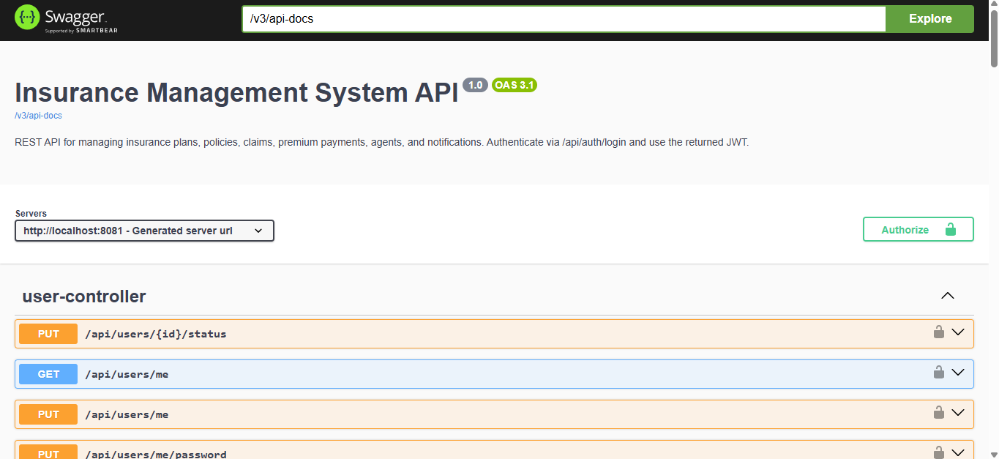 Swagger
Supported by SMARTBEAR
/v3/api-docs
Explore
Insurance Management System API 1.0 OAS 3.1
/v3/api-docs
REST API for managing insurance plans, policies, claims, premium payments, agents, and notifications. Authenticate via /api/auth/login and use the returned JWT.
Servers
http://localhost:8081 - Generated server url
Authorize
user-controller
PUT /api/users/{id}/status
GET /api/users/me
PUT /api/users/me
PUT /api/users/me/password